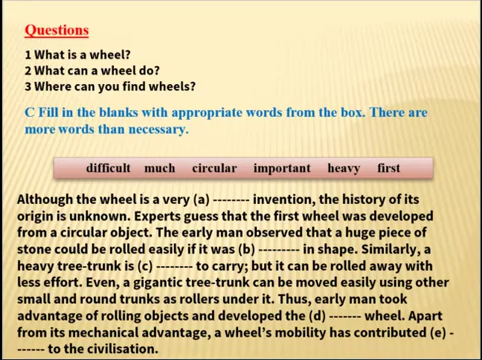 Questions
1 What is a wheel?
2 What can a wheel do?
3 Where can you find wheels?
C Fill in the blanks with appropriate words from the box. There are
more words than necessary.
difficult much circular important heavy first
Although the wheel is a very (a) -------- invention, the history of its
origin is unknown. Experts guess that the first wheel was developed
from a circular object. The early man observed that a huge piece of
stone could be rolled easily if it was (b) --------- in shape. Similarly, a
heavy tree-trunk is (c) -------- to carry; but it can be rolled away with
less effort. Even, a gigantic tree-trunk can be moved easily using other
small and round trunks as rollers under it. Thus, early man took
advantage of rolling objects and developed the (d) ------- wheel. Apart
from its mechanical advantage, a wheel's mobility has contributed (e) -
------ to the civilisation.